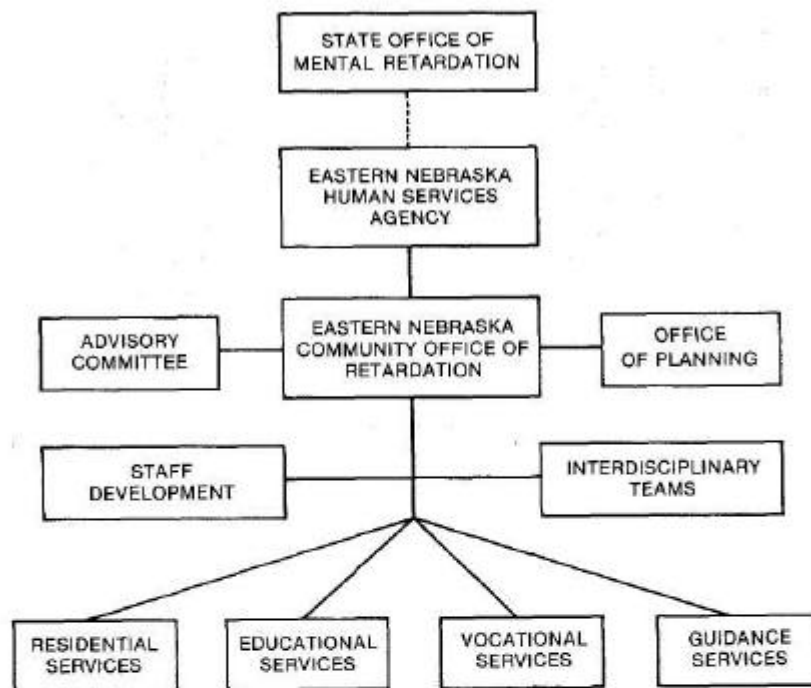 STATE OFFICE OF
MENTAL RETARDATION
EASTERN NEBRASKA
HUMAN SERVICES
AGENCY
ADVISORY
COMMITTEE
EASTERN NEBRASKA
COMMUNITY OFFICE OF
RETARDATION
OFFICE
OF PLANNING
STAFF
DEVELOPMENT
INTERDISCIPLINARY
TEAMS
RESIDENTIAL
SERVICES
EDUCATIONAL
SERVICES
VOCATIONAL
SERVICES
GUIDANCE
SERVICES